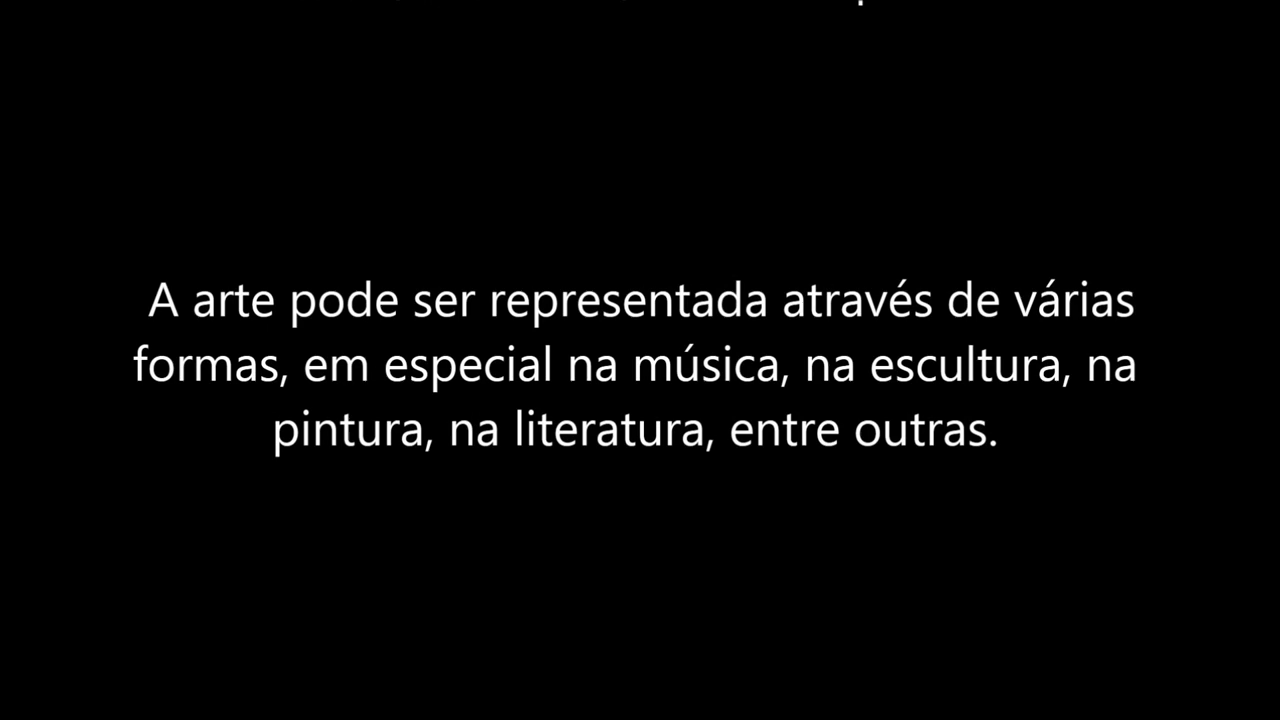 A arte pode ser representada através de várias
formas, em especial na música, na escultura, na
pintura, na literatura, entre outras.